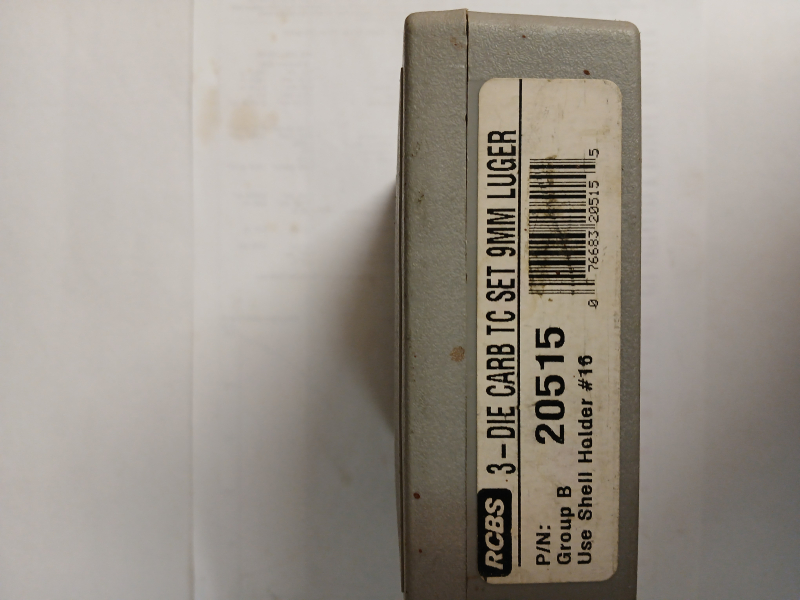 RCBS 3-DIE CARB TC SET 9MM LUGER
P/N: 20515
Group B
Use Shell Holder #16
0 76683 20515 5